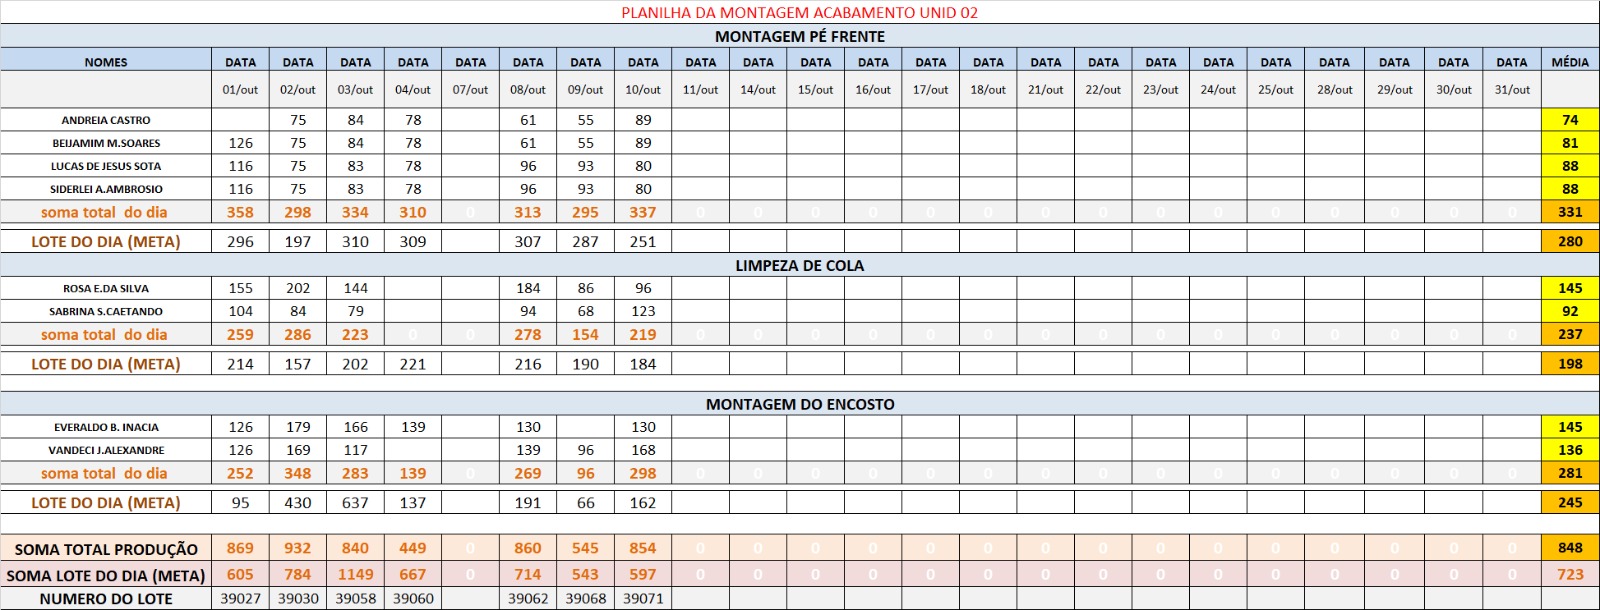 PLANILHA DA MONTAGEM ACABAMENTO UNID 02
MONTAGEM PÉ FRENTE
NOMES DATA DATA DATA DATA DATA DATA DATA DATA DATA DATA DATA DATA DATA DATA DATA DATA DATA DATA DATA DATA DATA DATA DATA MÉDIA
01/out 02/out 03/out 04/out 07/out 08/out 09/out 10/out 11/out 14/out 15/out 16/out 17/out 18/out 21/out 22/out 23/out 24/out 25/out 28/out 29/out 30/out 31/out
ANDREIA CASTRO 75 84 78 61 55 89 74
BEIJAMIM M.SOARES 126 75 84 78 61 55 89 81
LUCAS DE JESUS SOTA 116 75 83 78 96 93 80 88
SIDERLEI A.AMBROSIO 116 75 83 78 96 93 80 88
soma total do dia 358 298 334 310 0 313 295 337 0 0 0 0 0 0 0 0 0 0 0 0 0 0 0 331
LOTE DO DIA (META) 296 197 310 309 307 287 251 280
LIMPEZA DE COLA
ROSA E.DA SILVA 155 202 144 184 86 96 145
SABRINA S.CAETANDO 104 84 79 94 68 123 92
soma total do dia 259 286 223 0 0 278 154 219 0 0 0 0 0 0 0 0 0 0 0 0 0 0 0 237
LOTE DO DIA (META) 214 157 202 221 216 190 184 198
MONTAGEM DO ENCOSTO
EVERALDO B. INACIA 126 179 166 139 130 130 145
VANDECI J.ALEXANDRE 126 169 117 139 96 168 136
soma total do dia 252 348 283 139 0 269 96 298 0 0 0 0 0 0 0 0 0 0 0 0 0 0 0 281
LOTE DO DIA (META) 95 430 637 137 191 66 162 245
SOMA TOTAL PRODUÇÃO 869 932 840 449 0 860 545 854 0 0 0 0 0 0 0 0 0 0 0 0 0 0 0 848
SOMA LOTE DO DIA (META) 605 784 1149 667 0 714 543 597 0 0 0 0 0 0 0 0 0 0 0 0 0 0 0 723
NUMERO DO LOTE 39027 39030 39058 39060 39062 39068 39071